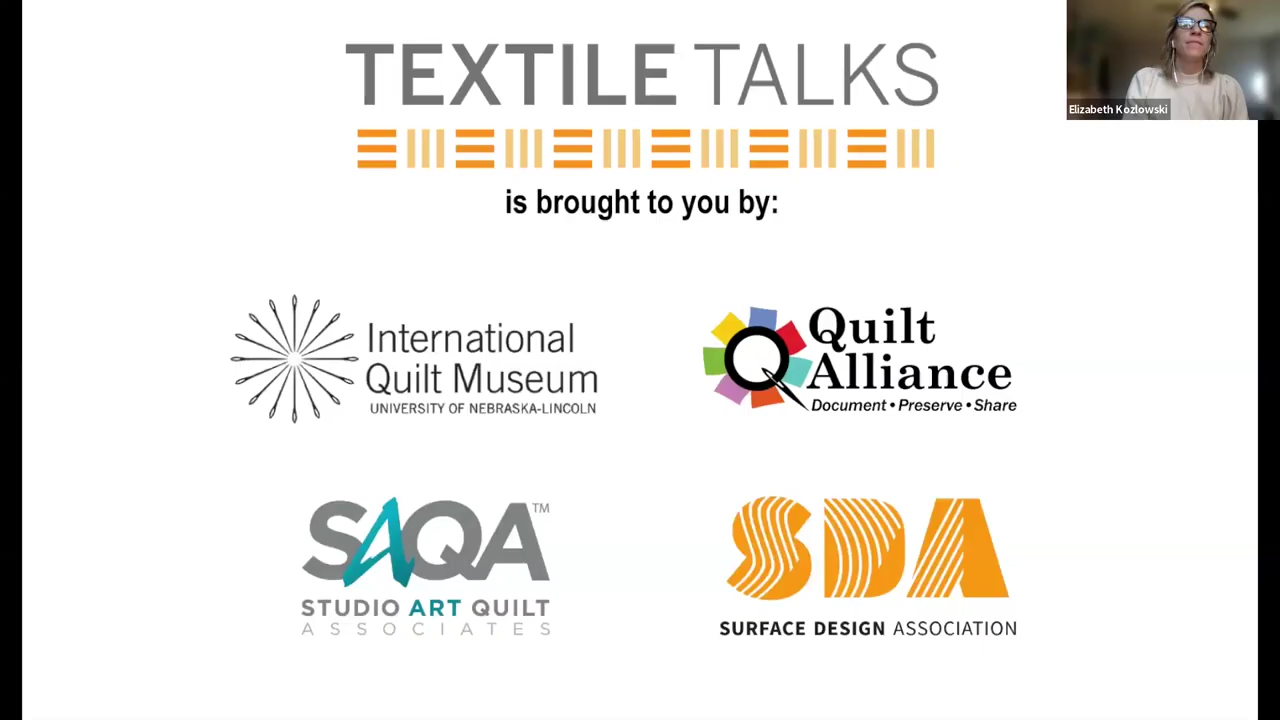 TEXTILE TALKS
is brought to you by:
Elizabeth Kozlowski
International
Quilt Museum
UNIVERSITY OF NEBRASKA-LINCOLN
Quilt
Alliance
Document • Preserve • Share
SAQA™
STUDIO ART QUILT
ASSOCIATES
SDA
SURFACE DESIGN ASSOCIATION